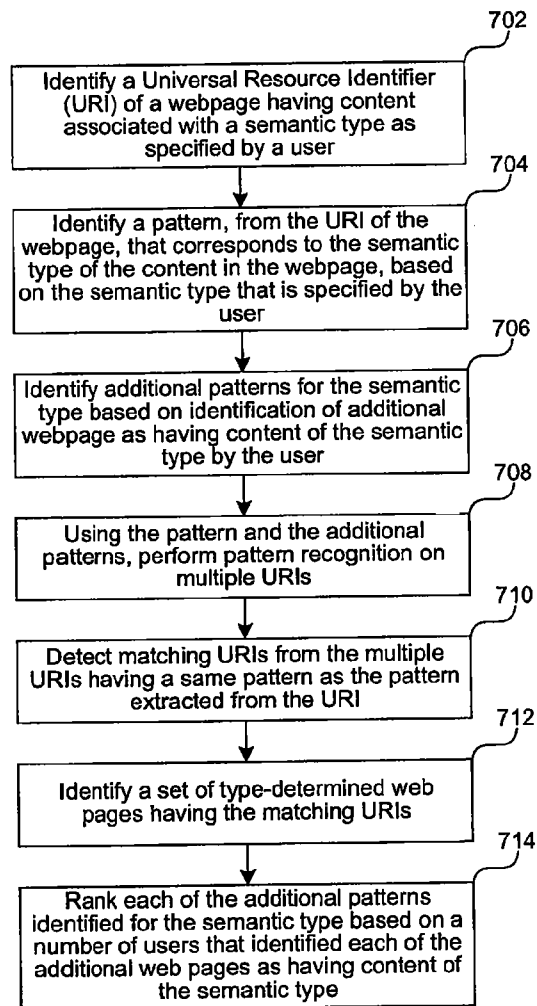 702
Identify a Universal Resource Identifier
(URI) of a webpage having content
associated with a semantic type as
specified by a user
704
Identify a pattern, from the URI of the
webpage, that corresponds to the semantic
type of the content in the webpage, based
on the semantic type that is specified by the
user
706
Identify additional patterns for the semantic
type based on identification of additional
webpage as having content of the semantic
type by the user
708
Using the pattern and the additional
patterns, perform pattern recognition on
multiple URIs
710
Detect matching URIs from the multiple
URIs having a same pattern as the pattern
extracted from the URI
712
Identify a set of type-determined web
pages having the matching URIs
714
Rank each of the additional patterns
identified for the semantic type based on a
number of users that identified each of the
additional web pages as having content of
the semantic type